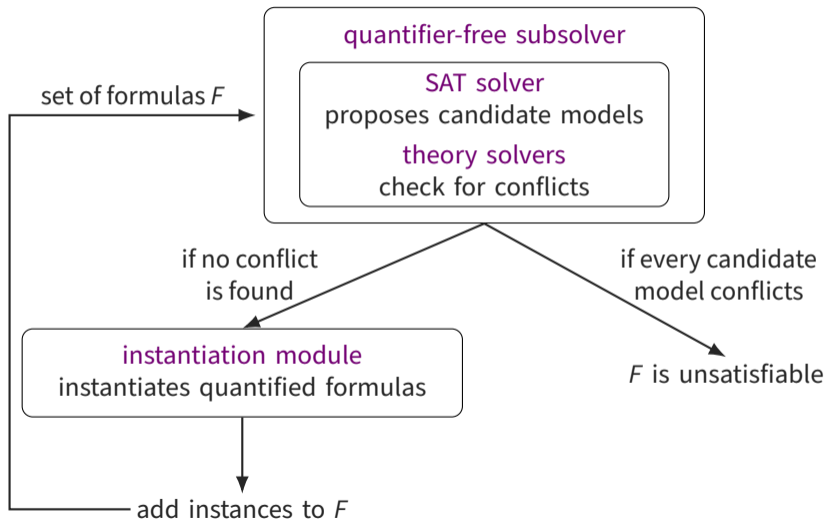 quantifier-free subsolver
SAT solver
proposes candidate models
theory solvers
check for conflicts
set of formulas F
if no conflict
is found
if every candidate
model conflicts
instantiation module
instantiates quantified formulas
F is unsatisfiable
add instances to F